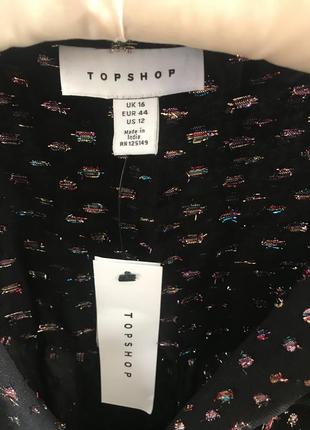 TOPSHOP
UK 16
EUR 44
US 12
Made in
India
RN 125149
TOPSHOP